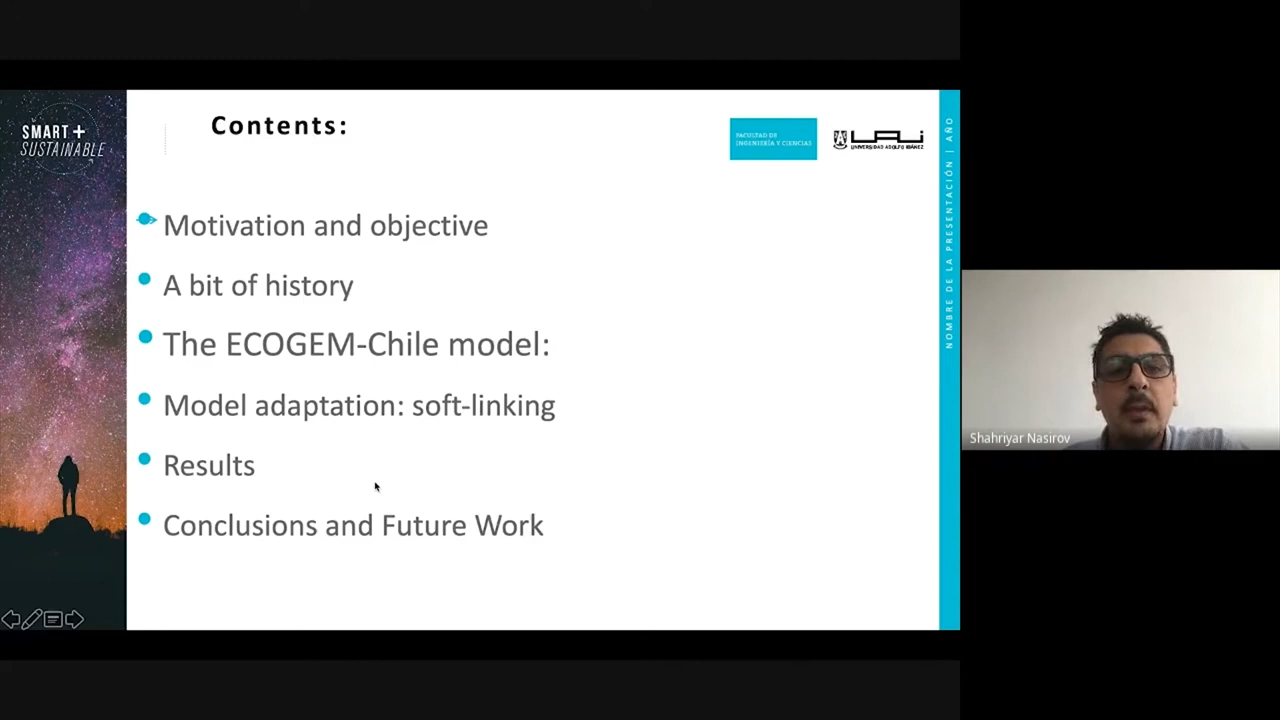 SMART+
SUSTAINABLE
Contents:
FACULTAD DE
INGENIERÍA Y CIENCIAS
UAI
UNIVERSIDAD ADOLFO IBÁÑEZ
NOMBRE DE LA PRESENTACIÓN | AÑO
Motivation and objective
A bit of history
The ECOGEM-Chile model:
Model adaptation: soft-linking
Results
Conclusions and Future Work
Shahriyar Nasirov